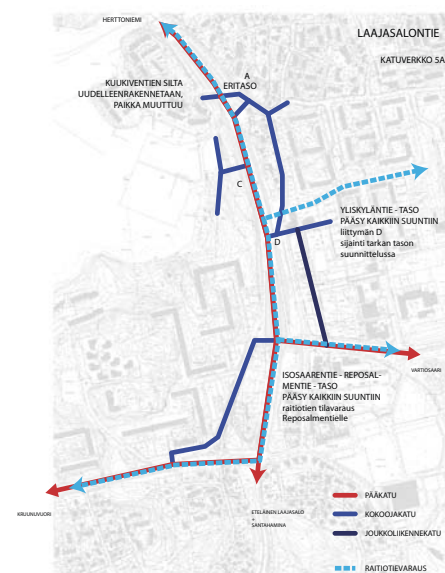 HERTTONIEMI
LAAJASALONTIE
KATUVERKKO 5A
A
ERITASO
KUUKIVENTIEN SILTA
UUDELLEENRAKENNETAAN,
PAIKKA MUUTTUU
C
YLISKYLÄNTIE - TASO
PÄÄSY KAIKKIIN SUUNTIIN
liittymän D
sijainti tarkan tason
suunnittelussa
D
VARTIOSAARI
ISOSAARENTIE - REPOSAL-
MENTIE - TASO
PÄÄSY KAIKKIIN SUUNTIIN
raitiotien tilavaraus
Reposalmentielle
KRUUNUVUORI
ETELÄINEN LAAJASALO
+
SANTAHAMINA
PÄÄKATU
KOKOOJAKATU
JOUKKOLIIKENNEKATU
RAITIOTIEVARAUS